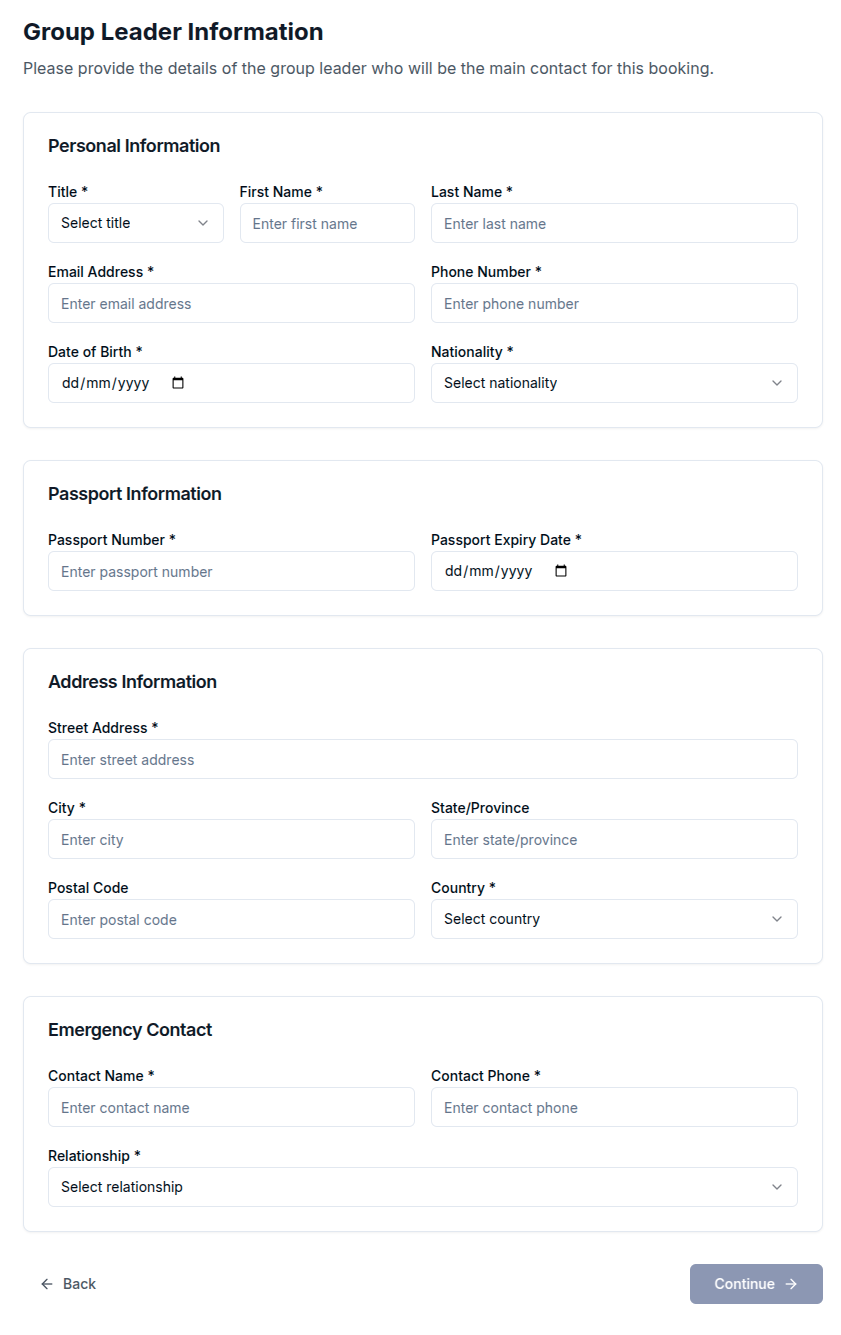 Group Leader Information
Please provide the details of the group leader who will be the main contact for this booking.
Personal Information
Title * First Name * Last Name *
Select title Enter first name Enter last name
Email Address * Phone Number *
Enter email address Enter phone number
Date of Birth * Nationality *
dd/mm/yyyy Select nationality
Passport Information
Passport Number * Passport Expiry Date *
Enter passport number dd/mm/yyyy
Address Information
Street Address *
Enter street address
City * State/Province
Enter city Enter state/province
Postal Code Country *
Enter postal code Select country
Emergency Contact
Contact Name * Contact Phone *
Enter contact name Enter contact phone
Relationship *
Select relationship
Back Continue